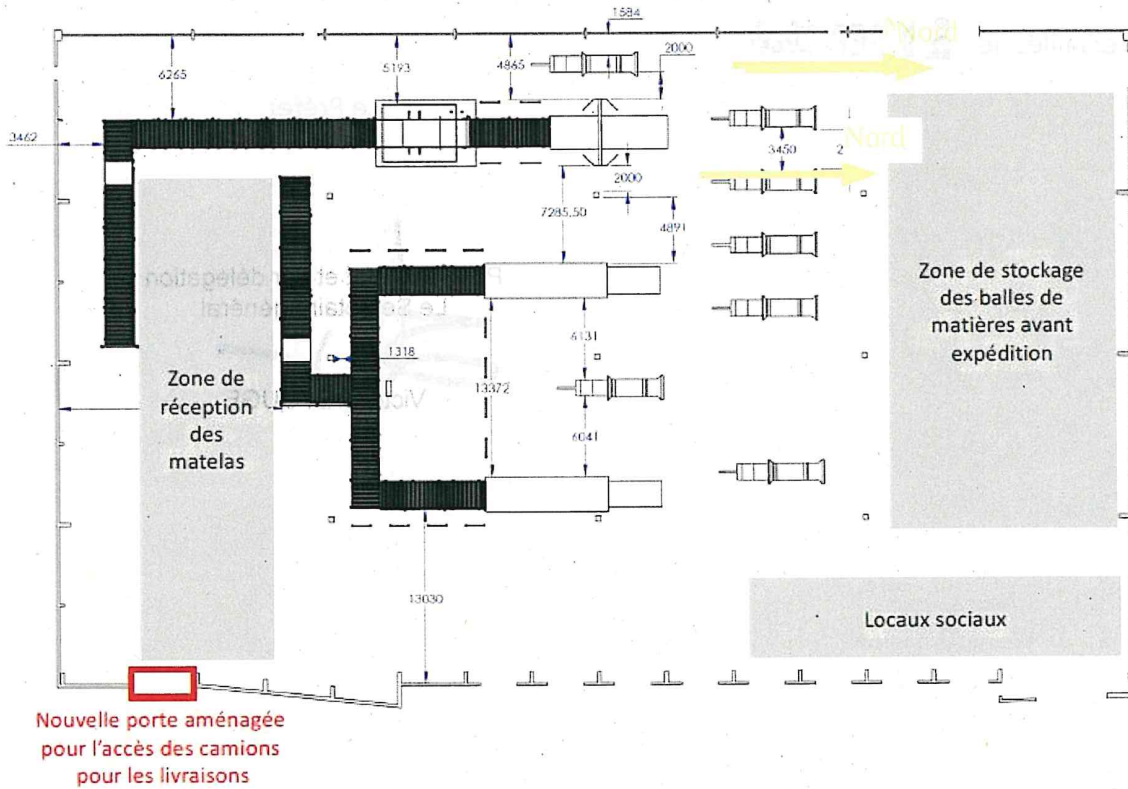 1584
6265
5193
4865
2000
Nord
3462
Nord
3450
2
2000
7285,50
4891
Zone de stockage
des balles de
matières avant
expédition
6131
1318
13372
Zone de
réception
des
matelas
6041
13030
Locaux sociaux
Nouvelle porte aménagée
pour l'accès des camions
pour les livraisons